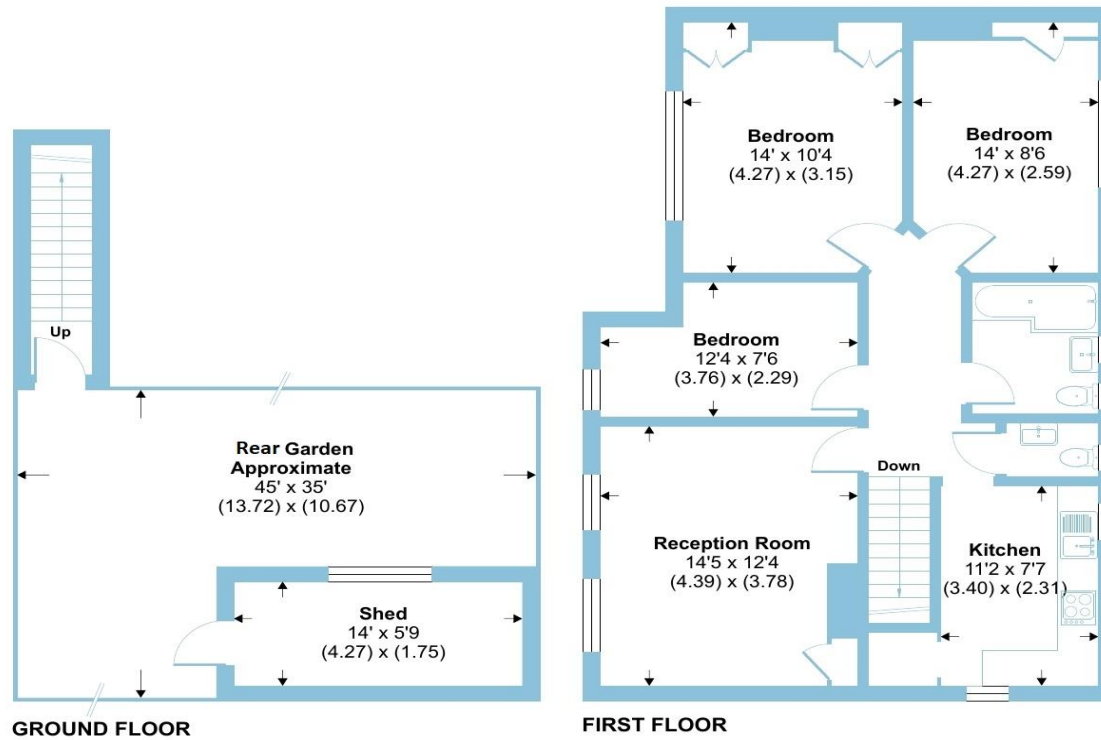 Up
Rear Garden
Approximate
45' x 35'
(13.72) x (10.67)
Shed
14' x 5'9
(4.27) x (1.75)
GROUND FLOOR
Bedroom
14' x 10'4
(4.27) x (3.15)
Bedroom
14' x 8'6
(4.27) x (2.59)
Bedroom
12'4 x 7'6
(3.76) x (2.29)
Down
Reception Room
14'5 x 12'4
(4.39) x (3.78)
Kitchen
11'2 x 7'7
(3.40) x (2.31)
FIRST FLOOR